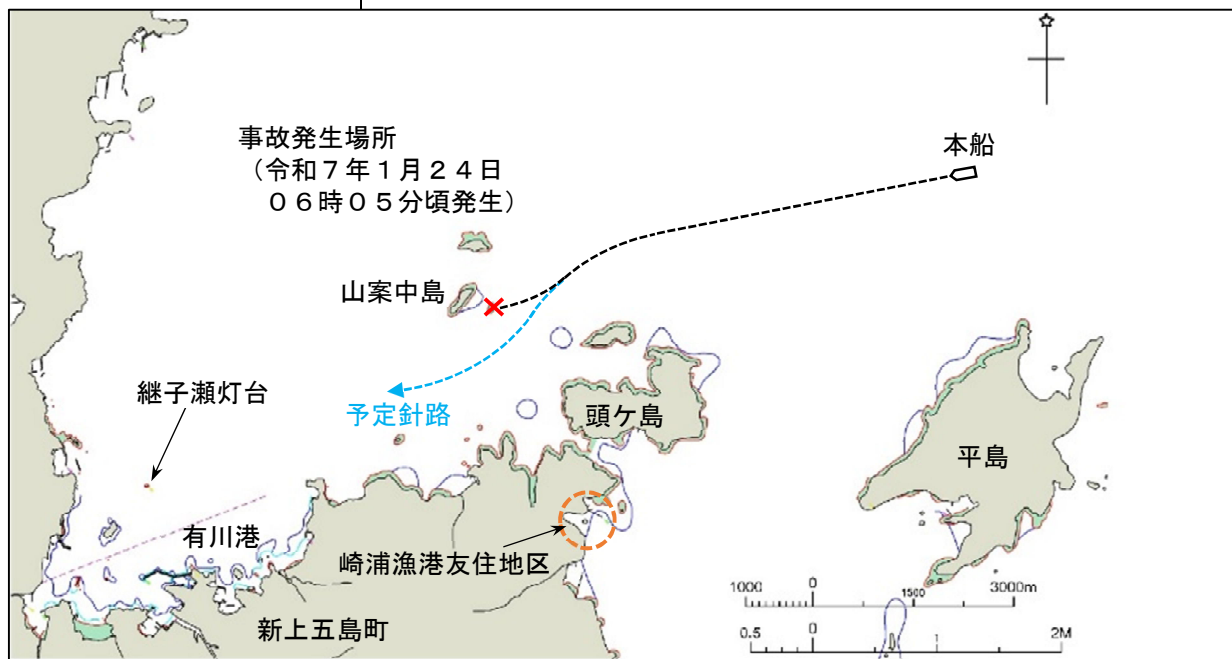 事故発生場所
（令和７年１月２４日
０６時０５分頃発生）
本船
山案中島
継子瀬灯台
予定針路
頭ケ島
平島
有川港
崎浦漁港友住地区
新上五島町
1000 0 1500 3000m
0.5 0 1 2M